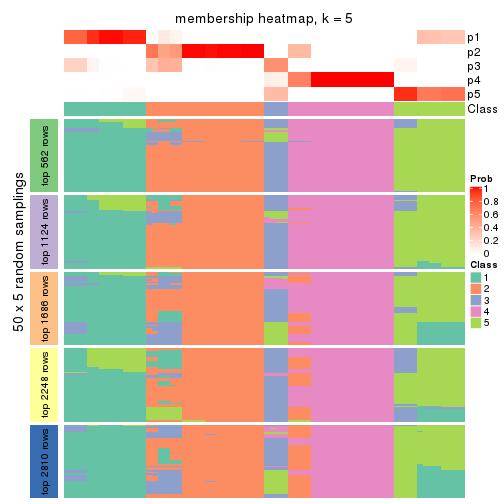 membership heatmap, k = 5
p1
p2
p3
p4
p5
Class
50 x 5 random samplings
top 562 rows
top 1124 rows
top 1686 rows
top 2248 rows
top 2810 rows
Prob
1
0.8
0.6
0.4
0.2
0
Class
1
2
3
4
5